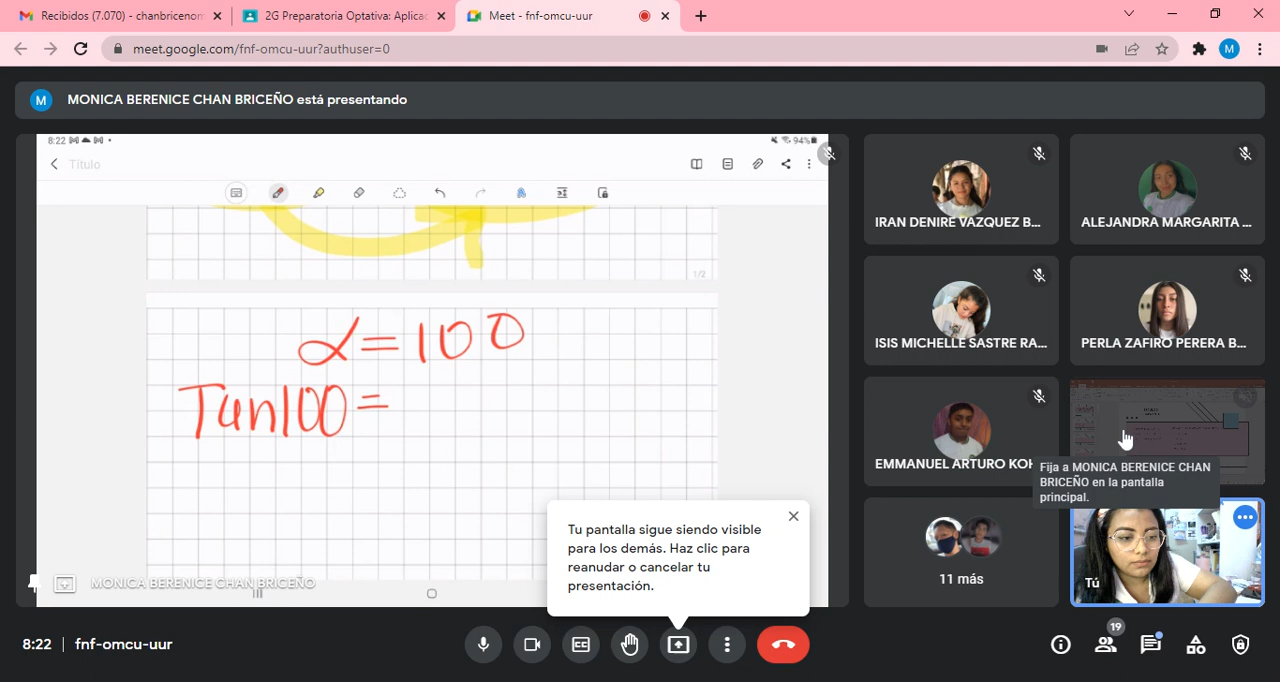 Recibidos (7.070) - chanbricenom
2G Preparatoria Optativa: Aplicac
Meet - fnf-omcu-uur
meet.google.com/fnf-omcu-uur?authuser=0
M
M
MONICA BERENICE CHAN BRICEÑO está presentando
8:22
94%
Título
1/2
α = 100
Tan100 =
MONICA BERENICE CHAN BRICEÑO
IRAN DENIRE VAZQUEZ B...
ALEJANDRA MARGARITA ...
ISIS MICHELLE SASTRE RA...
PERLA ZAFIRO PERERA B...
EMMANUEL ARTURO KOH
Fija a MONICA BERENICE CHAN
BRICEÑO en la pantalla
principal.
11 más
Tú
Tu pantalla sigue siendo visible
para los demás. Haz clic para
reanudar o cancelar tu
presentación.
8:22 | fnf-omcu-uur
19